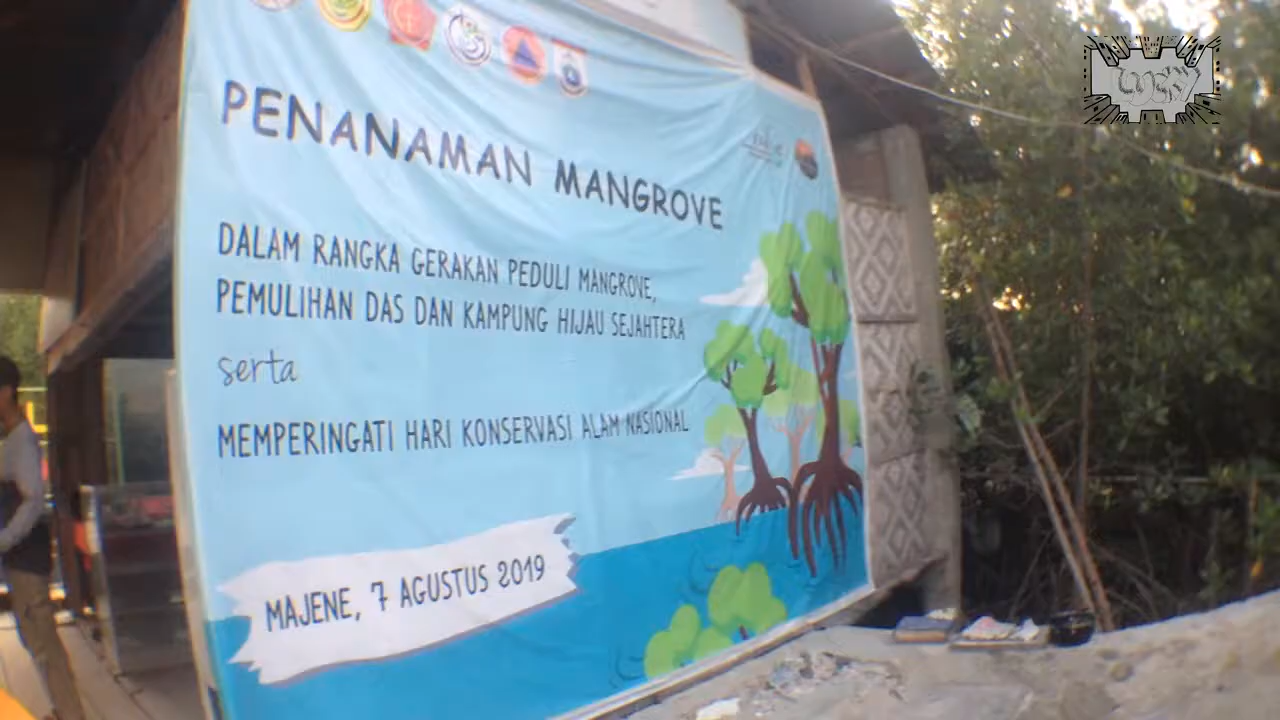 PENANAMAN MANGROVE
DALAM RANGKA GERAKAN PEDULI MANGROVE,
PEMULIHAN DAS DAN KAMPUNG HIJAU SEJAHTERA
serta
MEMPERINGATI HARI KONSERVASI ALAM NASIONAL
MAJENE, 7 AGUSTUS 2019
LUCKY